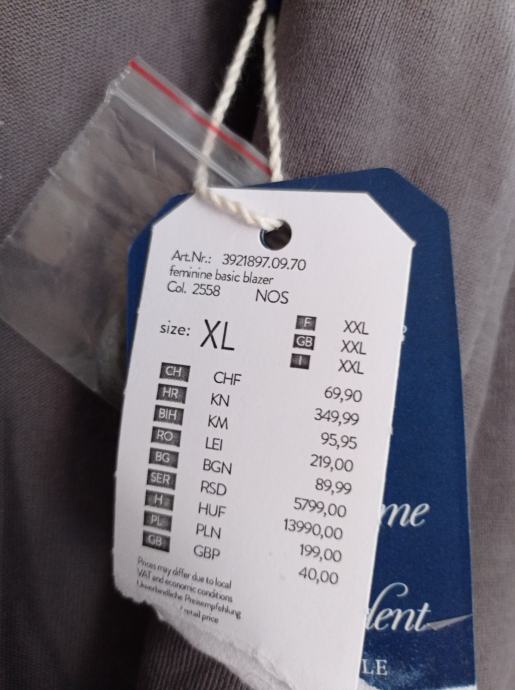 Art.Nr.: 3921897.09.70
feminine basic blazer
Col. 2558 NOS
size: XL
F XXL
GB XXL
I XXL
CH CHF 69,90
HR KN 349,99
BIH KM 95,95
RO LEI 219,00
BG BGN 89,99
SER RSD 5799,00
H HUF 13990,00
PL PLN 199,00
GB GBP 40,00
Prices may differ due to local
VAT and economic conditions
Unverbindliche Preisempfehlung
/ retail price
me
dent
LE